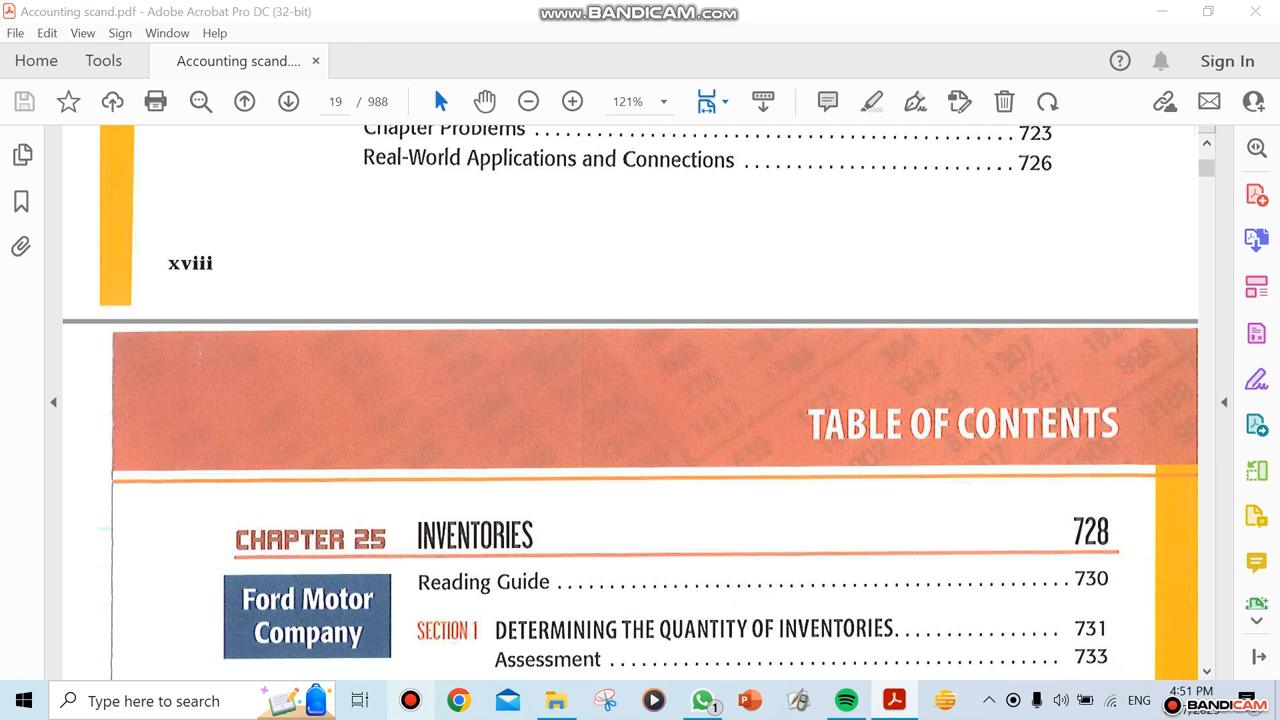 Accounting scand.pdf - Adobe Acrobat Pro DC (32-bit)
www.BANDICAM.com
File Edit View Sign Window Help
Home Tools Accounting scand.... × Sign In
19 / 988 121%
Chapter Problems . . . . . . . . . . . . . . . . . . . . . . . . . . . . . . . . . . . . . . . . 723
Real-World Applications and Connections . . . . . . . . . . . . . . . . . . . . . . . 726
xviii
TABLE OF CONTENTS
CHAPTER 25 INVENTORIES 728
Reading Guide . . . . . . . . . . . . . . . . . . . . . . . . . . . . . . . . . . . . . . . . . . . 730
Ford Motor Company
SECTION 1 DETERMINING THE QUANTITY OF INVENTORIES. . . . . . . . . . . . 731
Assessment . . . . . . . . . . . . . . . . . . . . . . . . . . . . . . . . . . . . . . 733
Type here to search
1
ENG
4:51 PM
BANDICAM